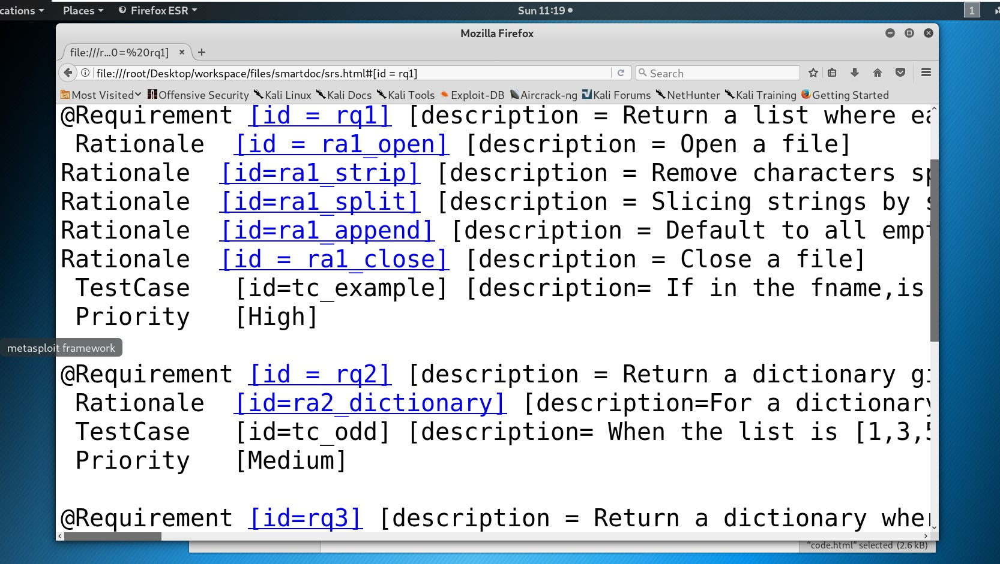 cations Places Firefox ESR Sun 11:19 1
Mozilla Firefox
file:///r...0=%20rq1]
file:///root/Desktop/workspace/files/smartdoc/srs.html#[id = rq1] Search
Most Visited Offensive Security Kali Linux Kali Docs Kali Tools Exploit-DB Aircrack-ng Kali Forums NetHunter Kali Training Getting Started
@Requirement [id = rq1] [description = Return a list where ea
Rationale [id = ra1_open] [description = Open a file]
Rationale [id=ra1_strip] [description = Remove characters sp
Rationale [id=ra1_split] [description = Slicing strings by s
Rationale [id=ra1_append] [description = Default to all empt
Rationale [id = ra1_close] [description = Close a file]
TestCase [id=tc_example] [description= If in the fname,is
Priority [High]
metasploit framework
@Requirement [id = rq2] [description = Return a dictionary gi
Rationale [id=ra2_dictionary] [description=For a dictionary
TestCase [id=tc_odd] [description= When the list is [1,3,5
Priority [Medium]
@Requirement [id=rq3] [description = Return a dictionary wher
"code.html" selected (2.6 kB)